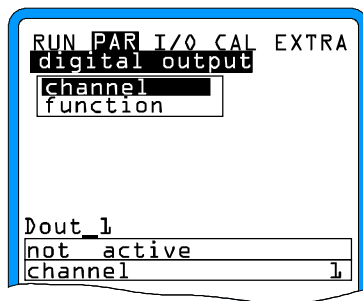 RUN PAR I/O CAL EXTRA
digital output
channel
function
Dout_1
not active
channel 1